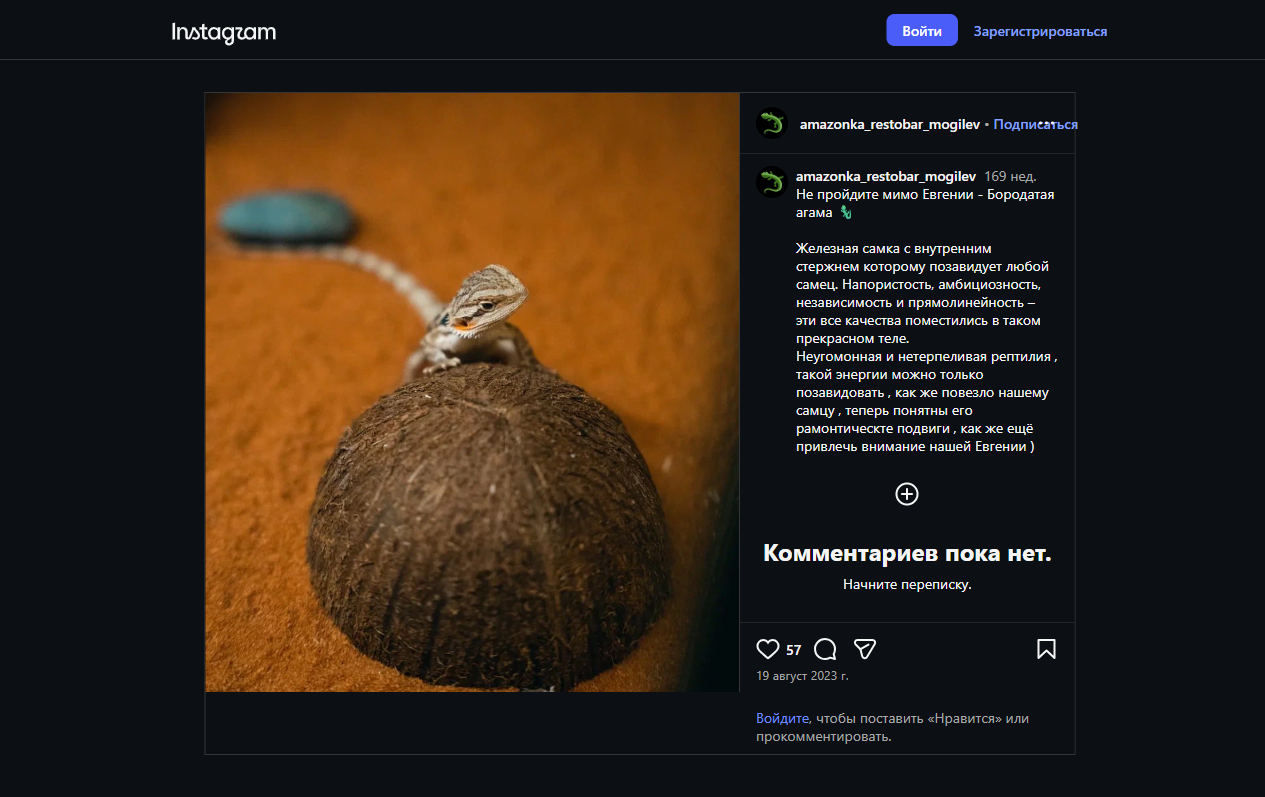 Instagram
Войти
Зарегистрироваться
amazonka_restobar_mogilev • Подписаться
amazonka_restobar_mogilev 169 нед.
Не пройдите мимо Евгении - Бородатая
агама 🦎
Железная самка с внутренним
стержнем которому позавидует любой
самец. Напористость, амбициозность,
независимость и прямолинейность –
эти все качества поместились в таком
прекрасном теле.
Неугомонная и нетерпеливая рептилия ,
такой энергии можно только
позавидовать , как же повезло нашему
самцу , теперь понятны его
рамонтическте подвиги , как же ещё
привлечь внимание нашей Евгении )
Комментариев пока нет.
Начните переписку.
57
19 август 2023 г.
Войдите, чтобы поставить «Нравится» или
прокомментировать.